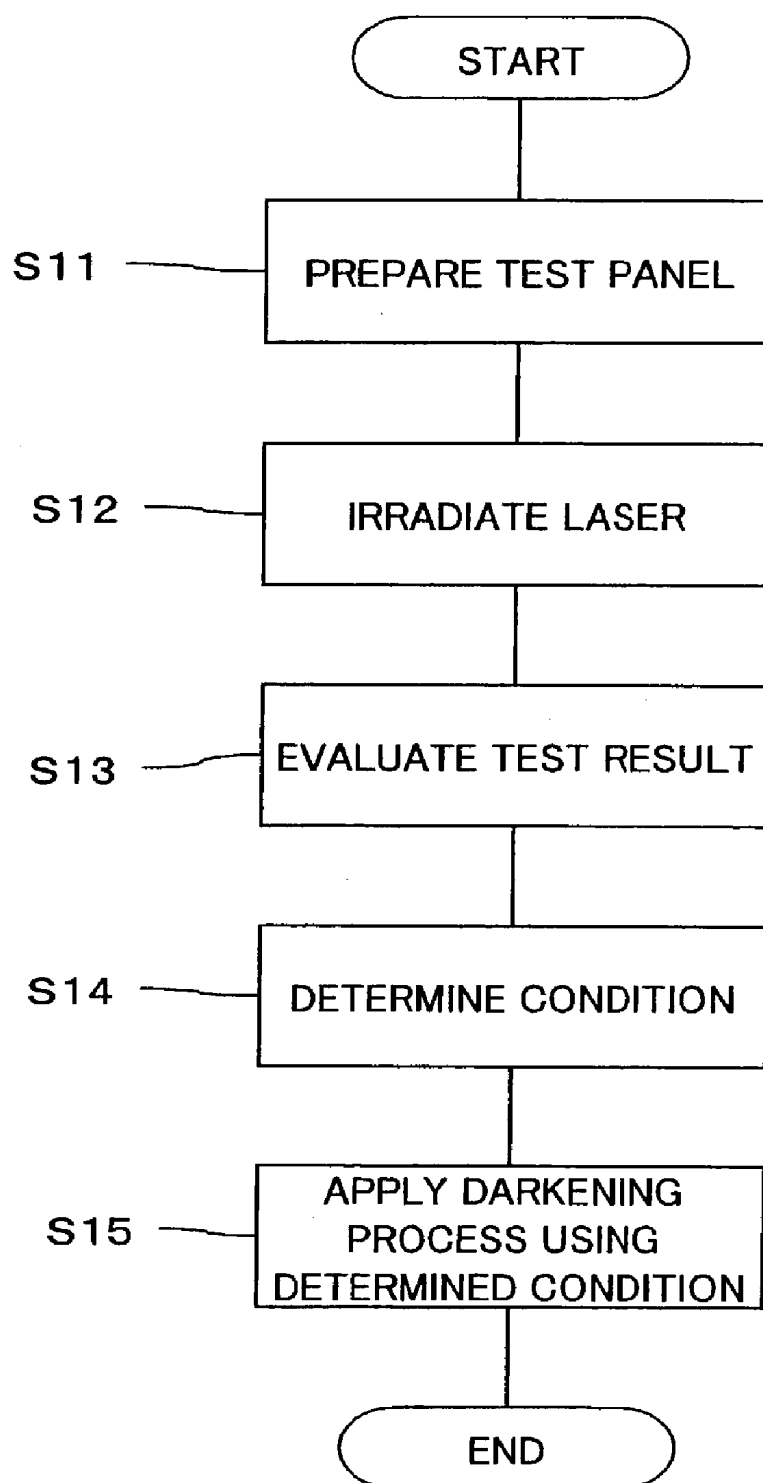 START
S11
PREPARE TEST PANEL
S12
IRRADIATE LASER
S13
EVALUATE TEST RESULT
S14
DETERMINE CONDITION
S15
APPLY DARKENING
PROCESS USING
DETERMINED CONDITION
END